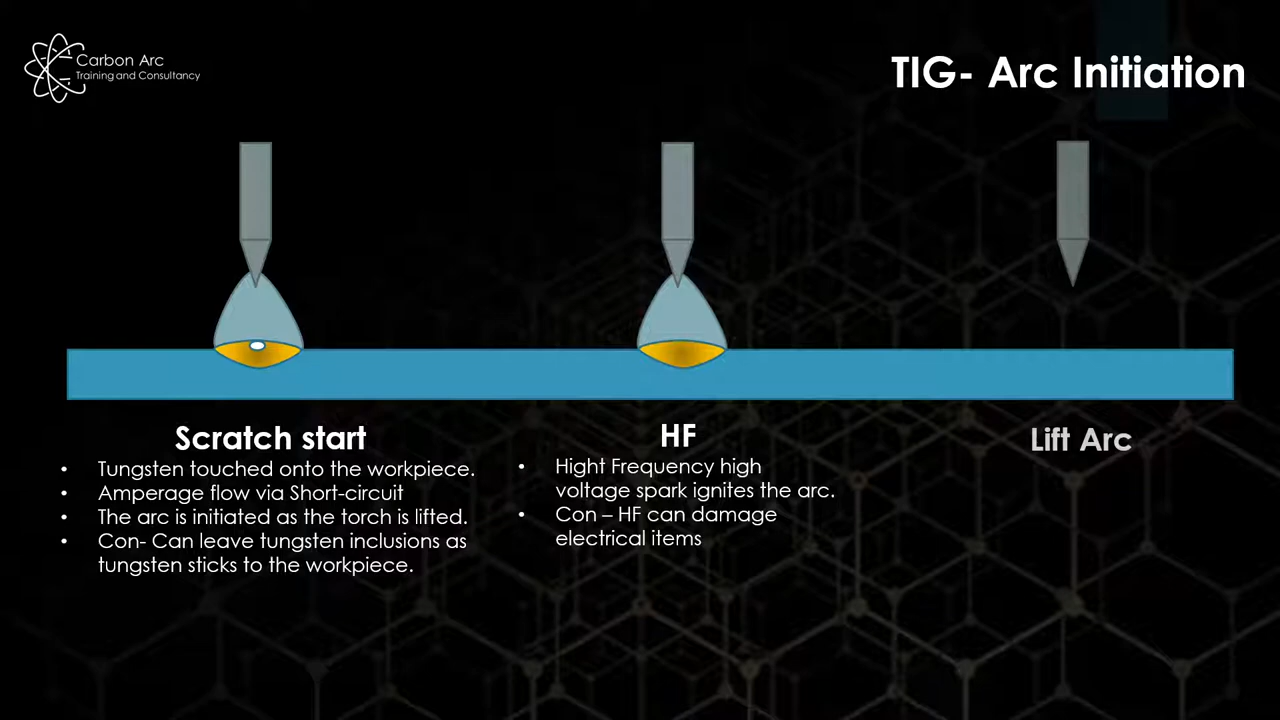 Carbon Arc
Training and Consultancy
TIG- Arc Initiation
Scratch start
• Tungsten touched onto the workpiece.
• Amperage flow via Short-circuit
• The arc is initiated as the torch is lifted.
• Con- Can leave tungsten inclusions as
tungsten sticks to the workpiece.
HF
• Hight Frequency high
voltage spark ignites the arc.
• Con – HF can damage
electrical items
Lift Arc